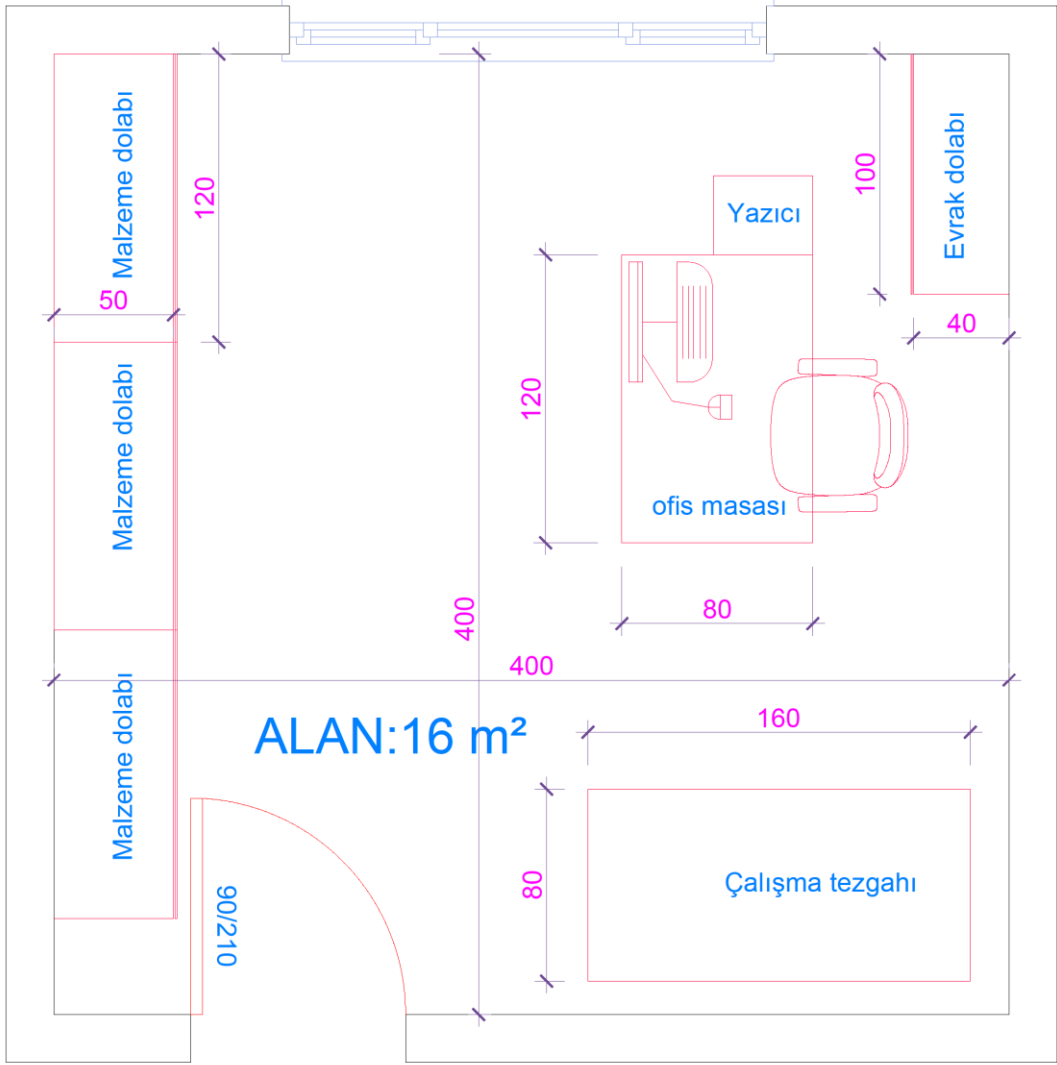 Malzeme dolabı
120
50
Yazıcı
100
Evrak dolabı
40
Malzeme dolabı
120
ofis masası
80
400
400
Malzeme dolabı
ALAN:16 m²
160
90/210
80
Çalışma tezgahı